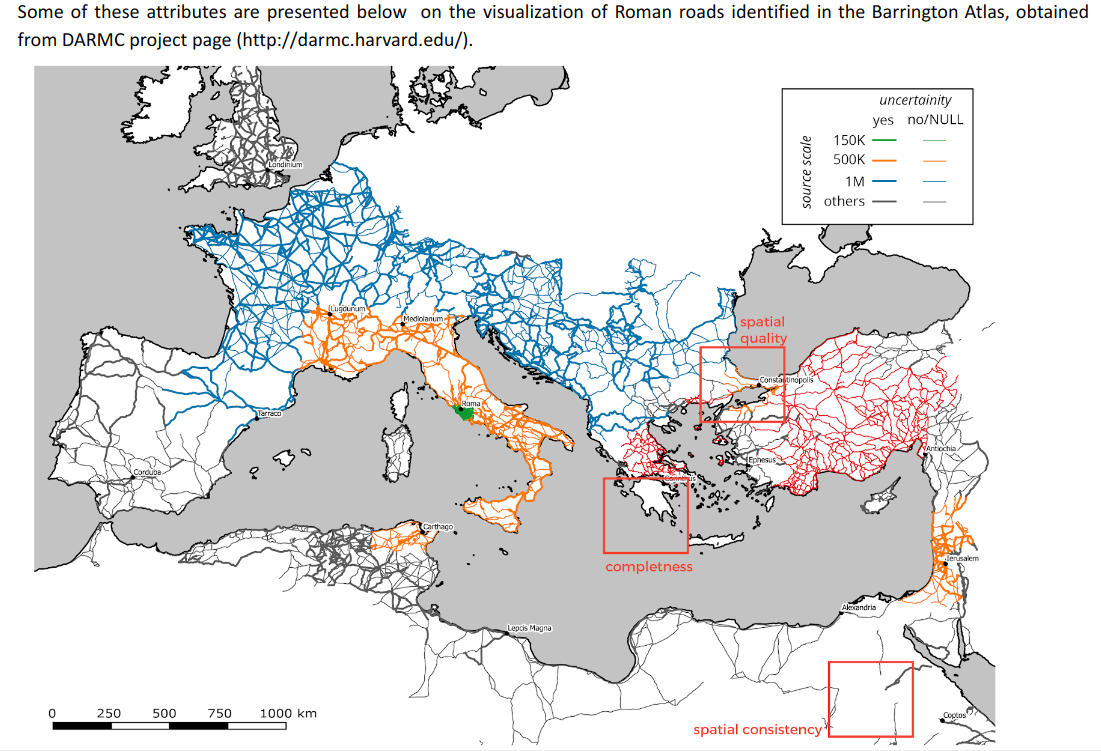 Some of these attributes are presented below on the visualization of Roman roads identified in the Barrington Atlas, obtained
from DARMC project page (http://darmc.harvard.edu/).
uncertainity
yes no/NULL
source scale
150K
500K
1M
others
Londinium
Lugdunum
Mediolanum
spatial
quality
Constantinopolis
Roma
Tarraco
Corduba
Ephesus
Antiochia
Corinthus
Carthago
completness
Jerusalem
Alexandria
Lepcis Magna
Coptos
spatial consistency
0 250 500 750 1000 km